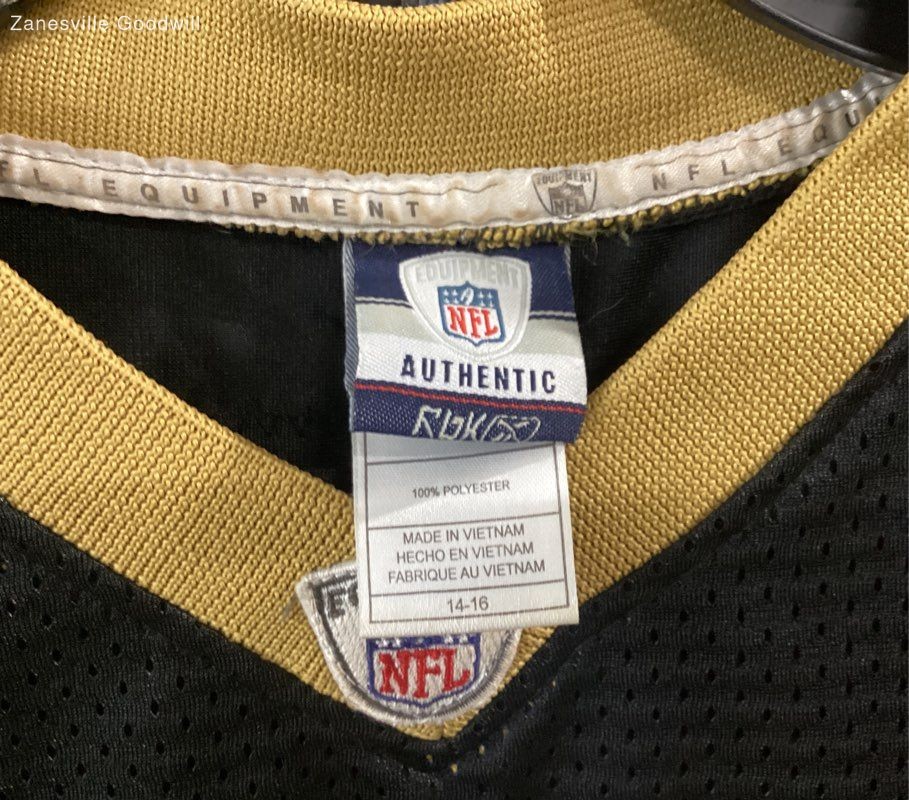 Zanesville Goodwill
FL EQUIPMENT
EQUIPMENT
NFL
NFL EQU
EQUIPMENT
NFL
AUTHENTIC
Rbk
100% POLYESTER
MADE IN VIETNAM
HECHO EN VIETNAM
FABRIQUE AU VIETNAM
14-16
NFL